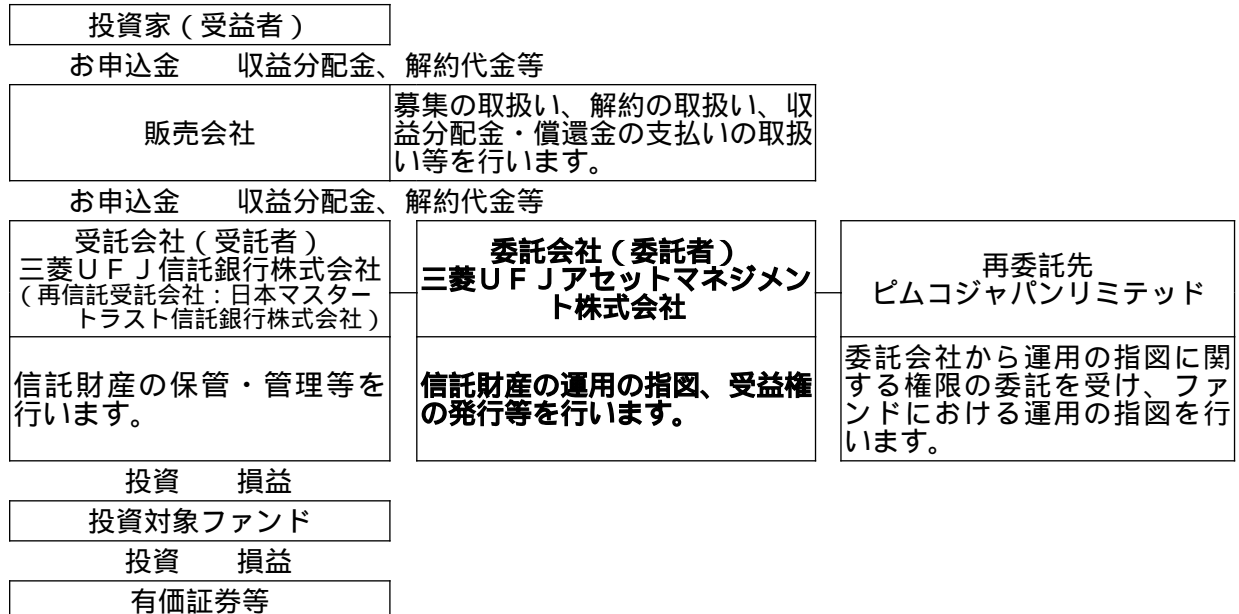 投資家（受益者）
お申込金　　収益分配金、解約代金等
販売会社
募集の取扱い、解約の取扱い、収
益分配金・償還金の支払いの取扱
い等を行います。
お申込金　　収益分配金、解約代金等
受託会社（受託者）
三菱ＵＦＪ信託銀行株式会社
（再信託受託会社：日本マスター
トラスト信託銀行株式会社）
委託会社（委託者）
三菱ＵＦＪアセットマネジメン
ト株式会社
再委託先
ピムコジャパンリミテッド
信託財産の保管・管理等を
行います。
信託財産の運用の指図、受益権
の発行等を行います。
委託会社から運用の指図に関
する権限の委託を受け、ファ
ンドにおける運用の指図を行
います。
投資　　損益
投資対象ファンド
投資　　損益
有価証券等